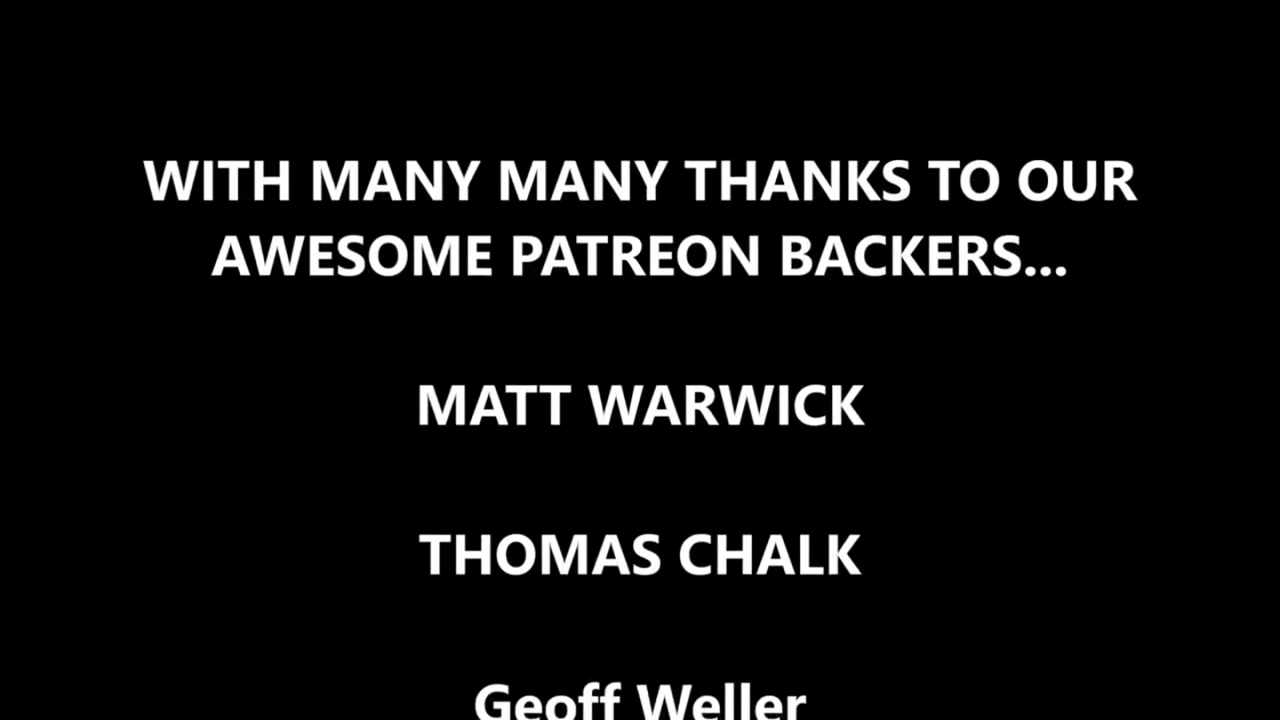 WITH MANY MANY THANKS TO OUR
AWESOME PATREON BACKERS...
MATT WARWICK
THOMAS CHALK
Geoff Weller